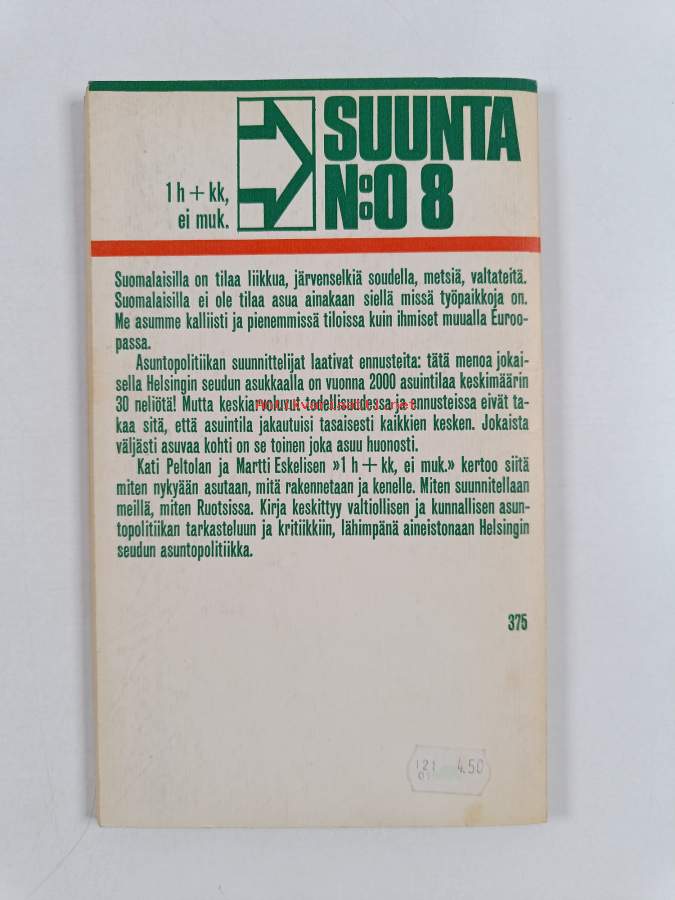 SUUNTA
N:o 8
1 h + kk,
ei muk.
Suomalaisilla on tilaa liikkua, järvenselkiä soudella, metsiä, valtateitä.
Suomalaisilla ei ole tilaa asua ainakaan siellä missä työpaikkoja on.
Me asumme kalliisti ja pienemmissä tiloissa kuin ihmiset muualla Euroo-
passa.
Asuntopolitiikan suunnittelijat laativat ennusteita: tätä menoa jokai-
sella Helsingin seudun asukkaalla on vuonna 2000 asuintilaa keskimäärin
30 neliötä! Mutta keskiarvoluvut todellisuudessa ja ennusteissa eivät ta-
kaa sitä, että asuintila jakautuisi tasaisesti kaikkien kesken. Jokaista
väljästi asuvaa kohti on se toinen joka asuu huonosti.
Kati Peltolan ja Martti Eskelisen »1 h + kk, ei muk.» kertoo siitä
miten nykyään asutaan, mitä rakennetaan ja kenelle. Miten suunnitellaan
meillä, miten Ruotsissa. Kirja keskittyy valtiollisen ja kunnallisen asun-
topolitiikan tarkasteluun ja kritiikkiin, lähimpänä aineistonaan Helsingin
seudun asuntopolitiikka.
375
121 4.50
01